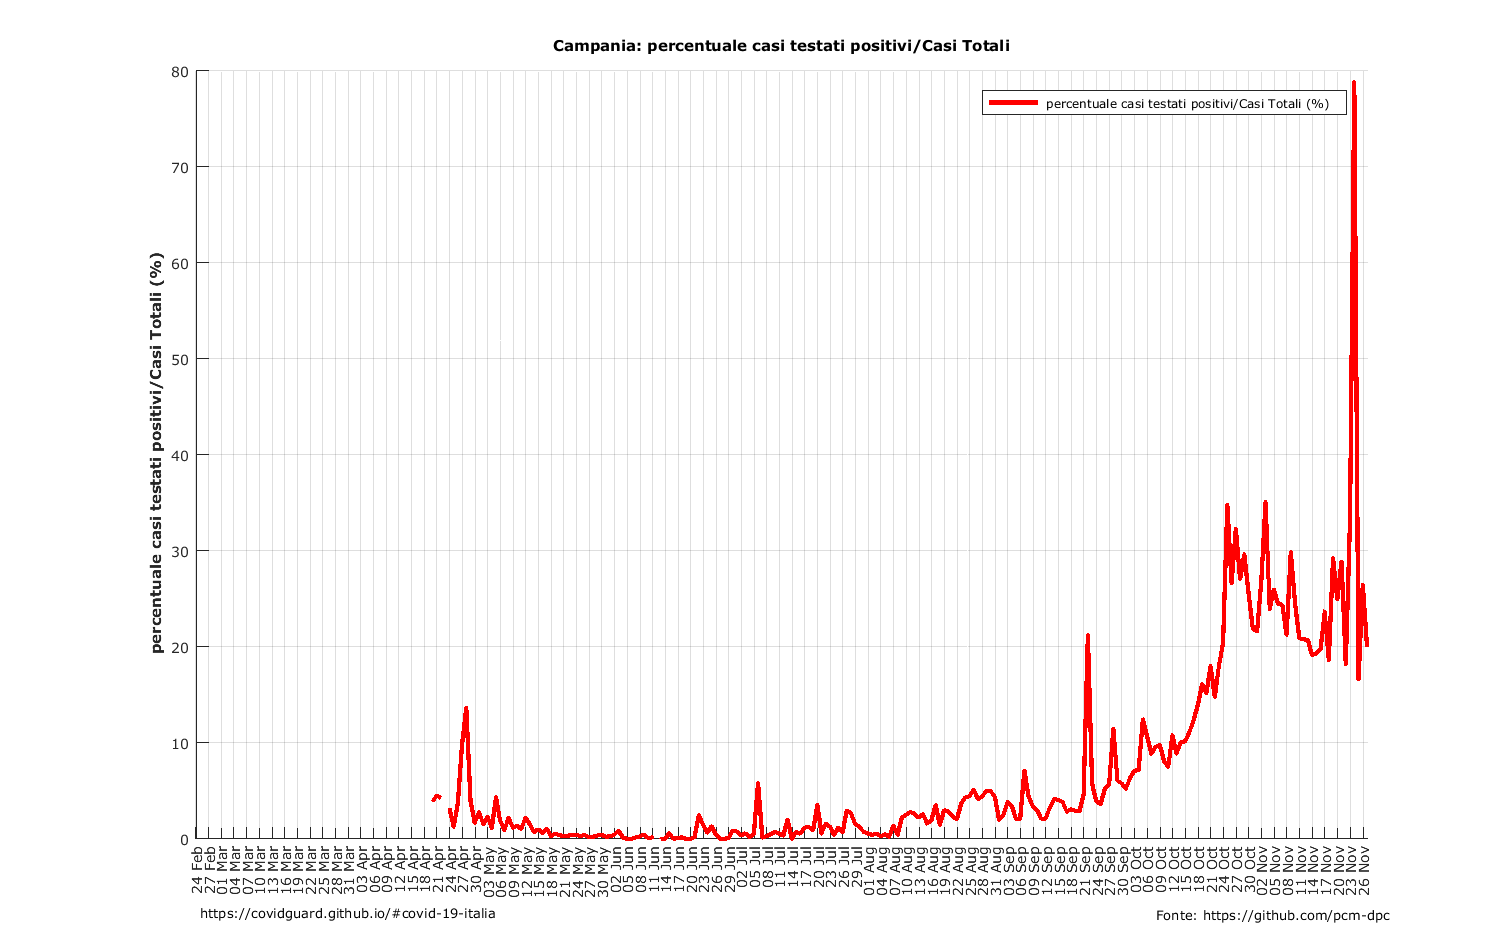 Campania: percentuale casi testati positivi/Casi Totali
percentuale casi testati positivi/Casi Totali (%)
percentuale casi testati positivi/Casi Totali (%)
80
70
60
50
40
30
20
10
0
24 Feb
27 Feb
01 Mar
04 Mar
07 Mar
10 Mar
13 Mar
16 Mar
19 Mar
22 Mar
25 Mar
28 Mar
31 Mar
03 Apr
06 Apr
09 Apr
12 Apr
15 Apr
18 Apr
21 Apr
24 Apr
27 Apr
30 Apr
03 May
06 May
09 May
12 May
15 May
18 May
21 May
24 May
27 May
30 May
02 Jun
05 Jun
08 Jun
11 Jun
14 Jun
17 Jun
20 Jun
23 Jun
26 Jun
29 Jun
02 Jul
05 Jul
08 Jul
11 Jul
14 Jul
17 Jul
20 Jul
23 Jul
26 Jul
29 Jul
01 Aug
04 Aug
07 Aug
10 Aug
13 Aug
16 Aug
19 Aug
22 Aug
25 Aug
28 Aug
31 Aug
03 Sep
06 Sep
09 Sep
12 Sep
15 Sep
18 Sep
21 Sep
24 Sep
27 Sep
30 Sep
03 Oct
06 Oct
09 Oct
12 Oct
15 Oct
18 Oct
21 Oct
24 Oct
27 Oct
30 Oct
02 Nov
05 Nov
08 Nov
11 Nov
14 Nov
17 Nov
20 Nov
23 Nov
26 Nov
https://covidguard.github.io/#covid-19-italia
Fonte: https://github.com/pcm-dpc